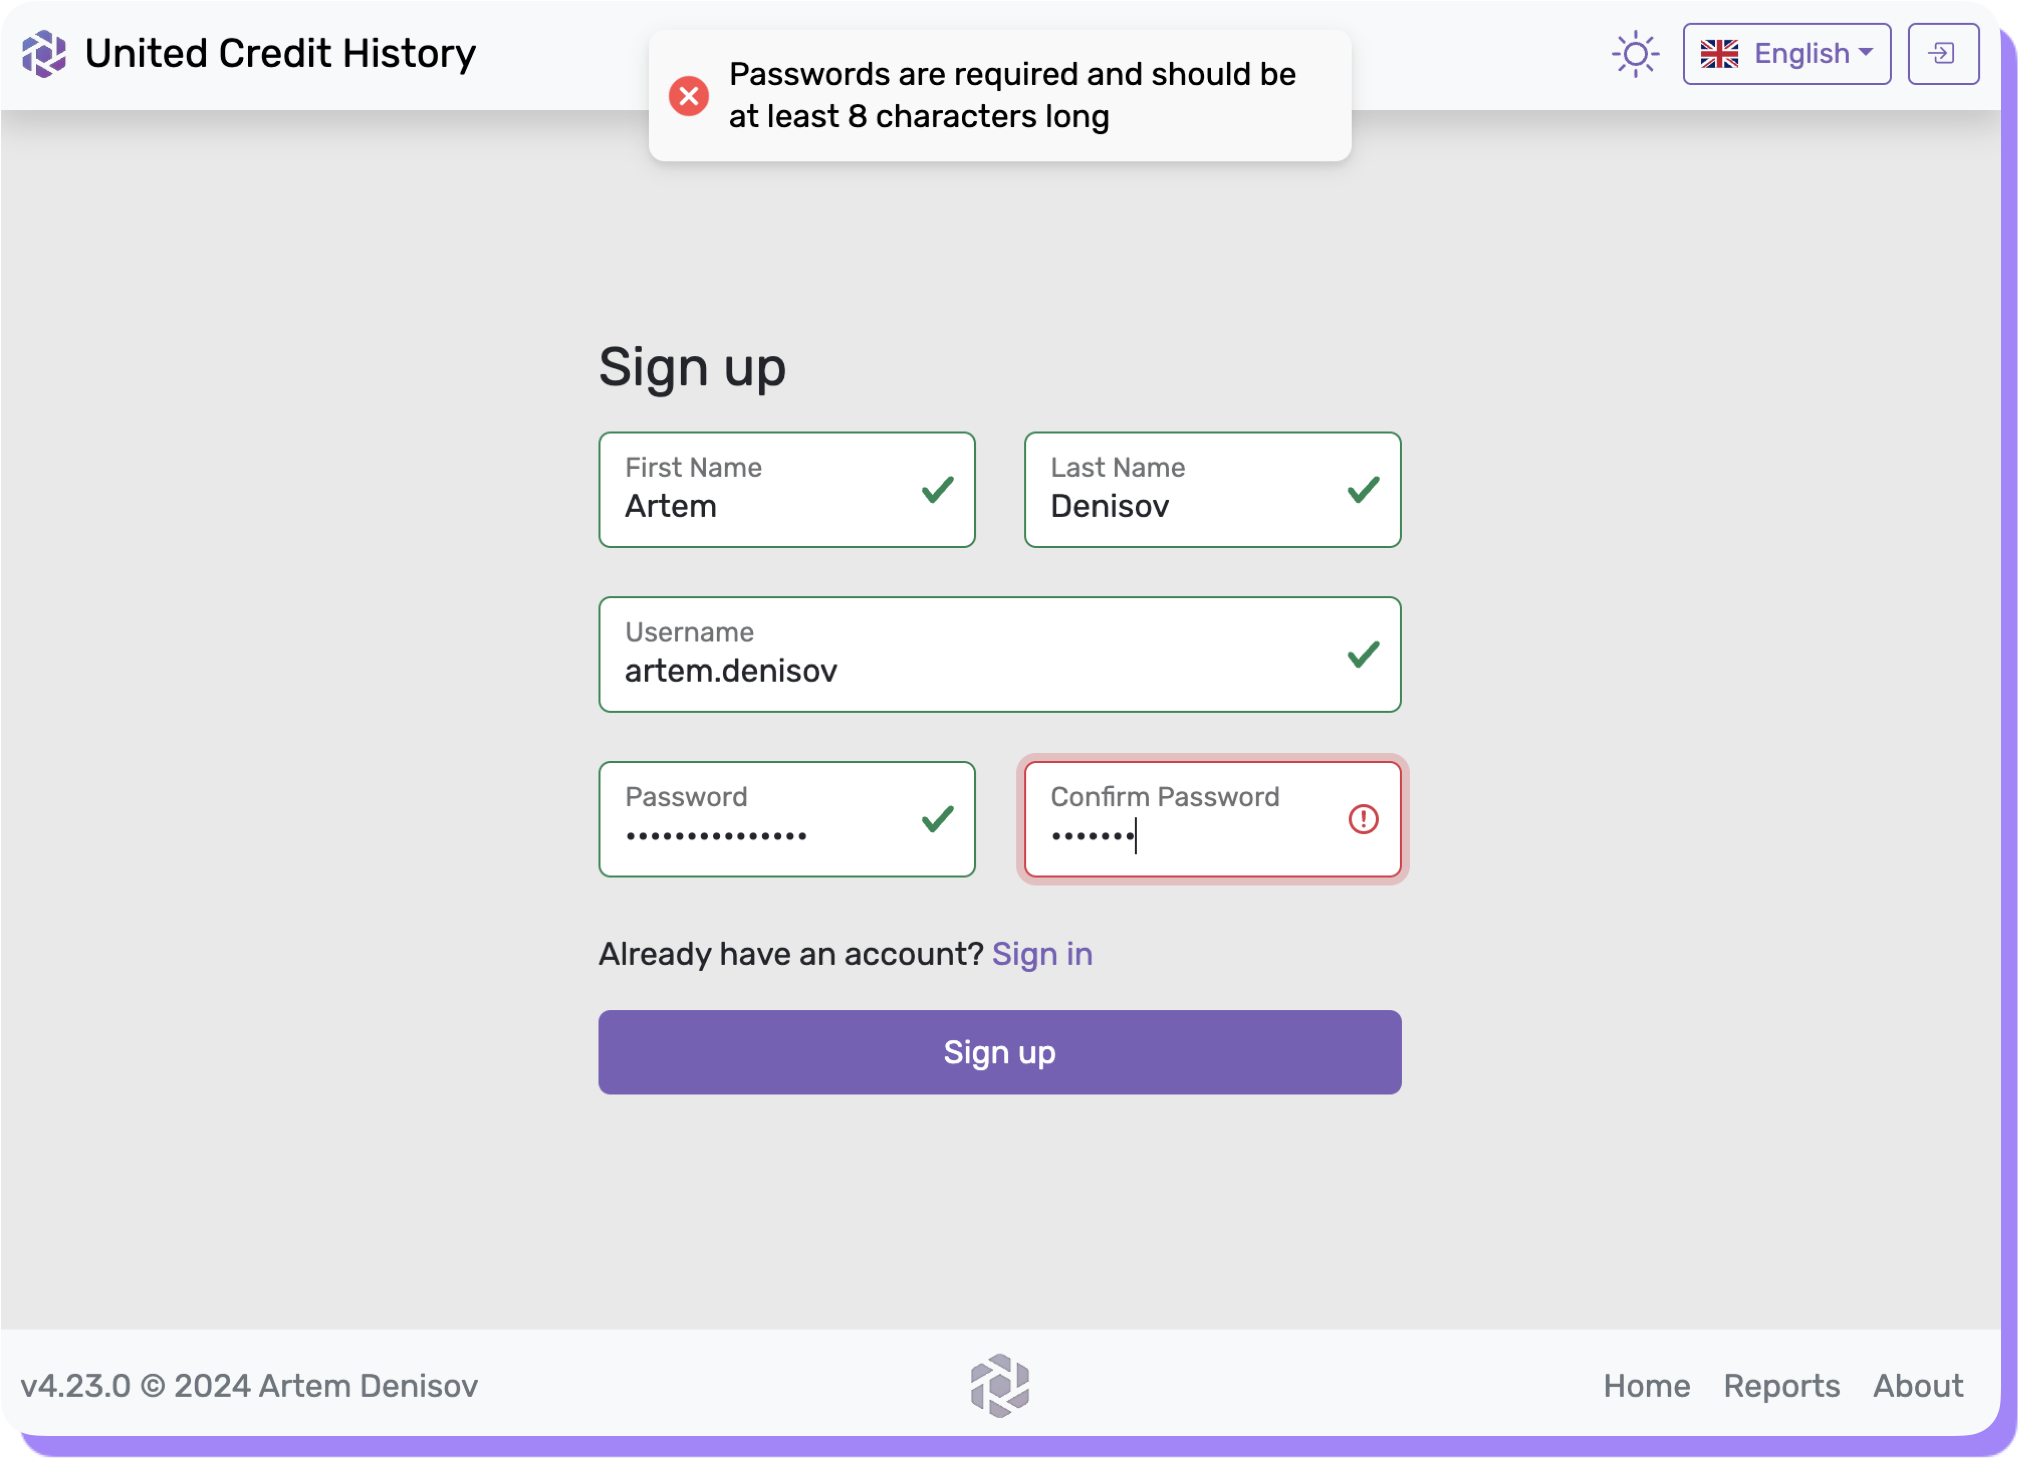 United Credit History
Passwords are required and should be
at least 8 characters long
English
Sign up
First Name
Artem
Last Name
Denisov
Username
artem.denisov
Password
•••••••••••••••
Confirm Password
•••••••
Already have an account? Sign in
Sign up
v4.23.0 © 2024 Artem Denisov
Home
Reports
About